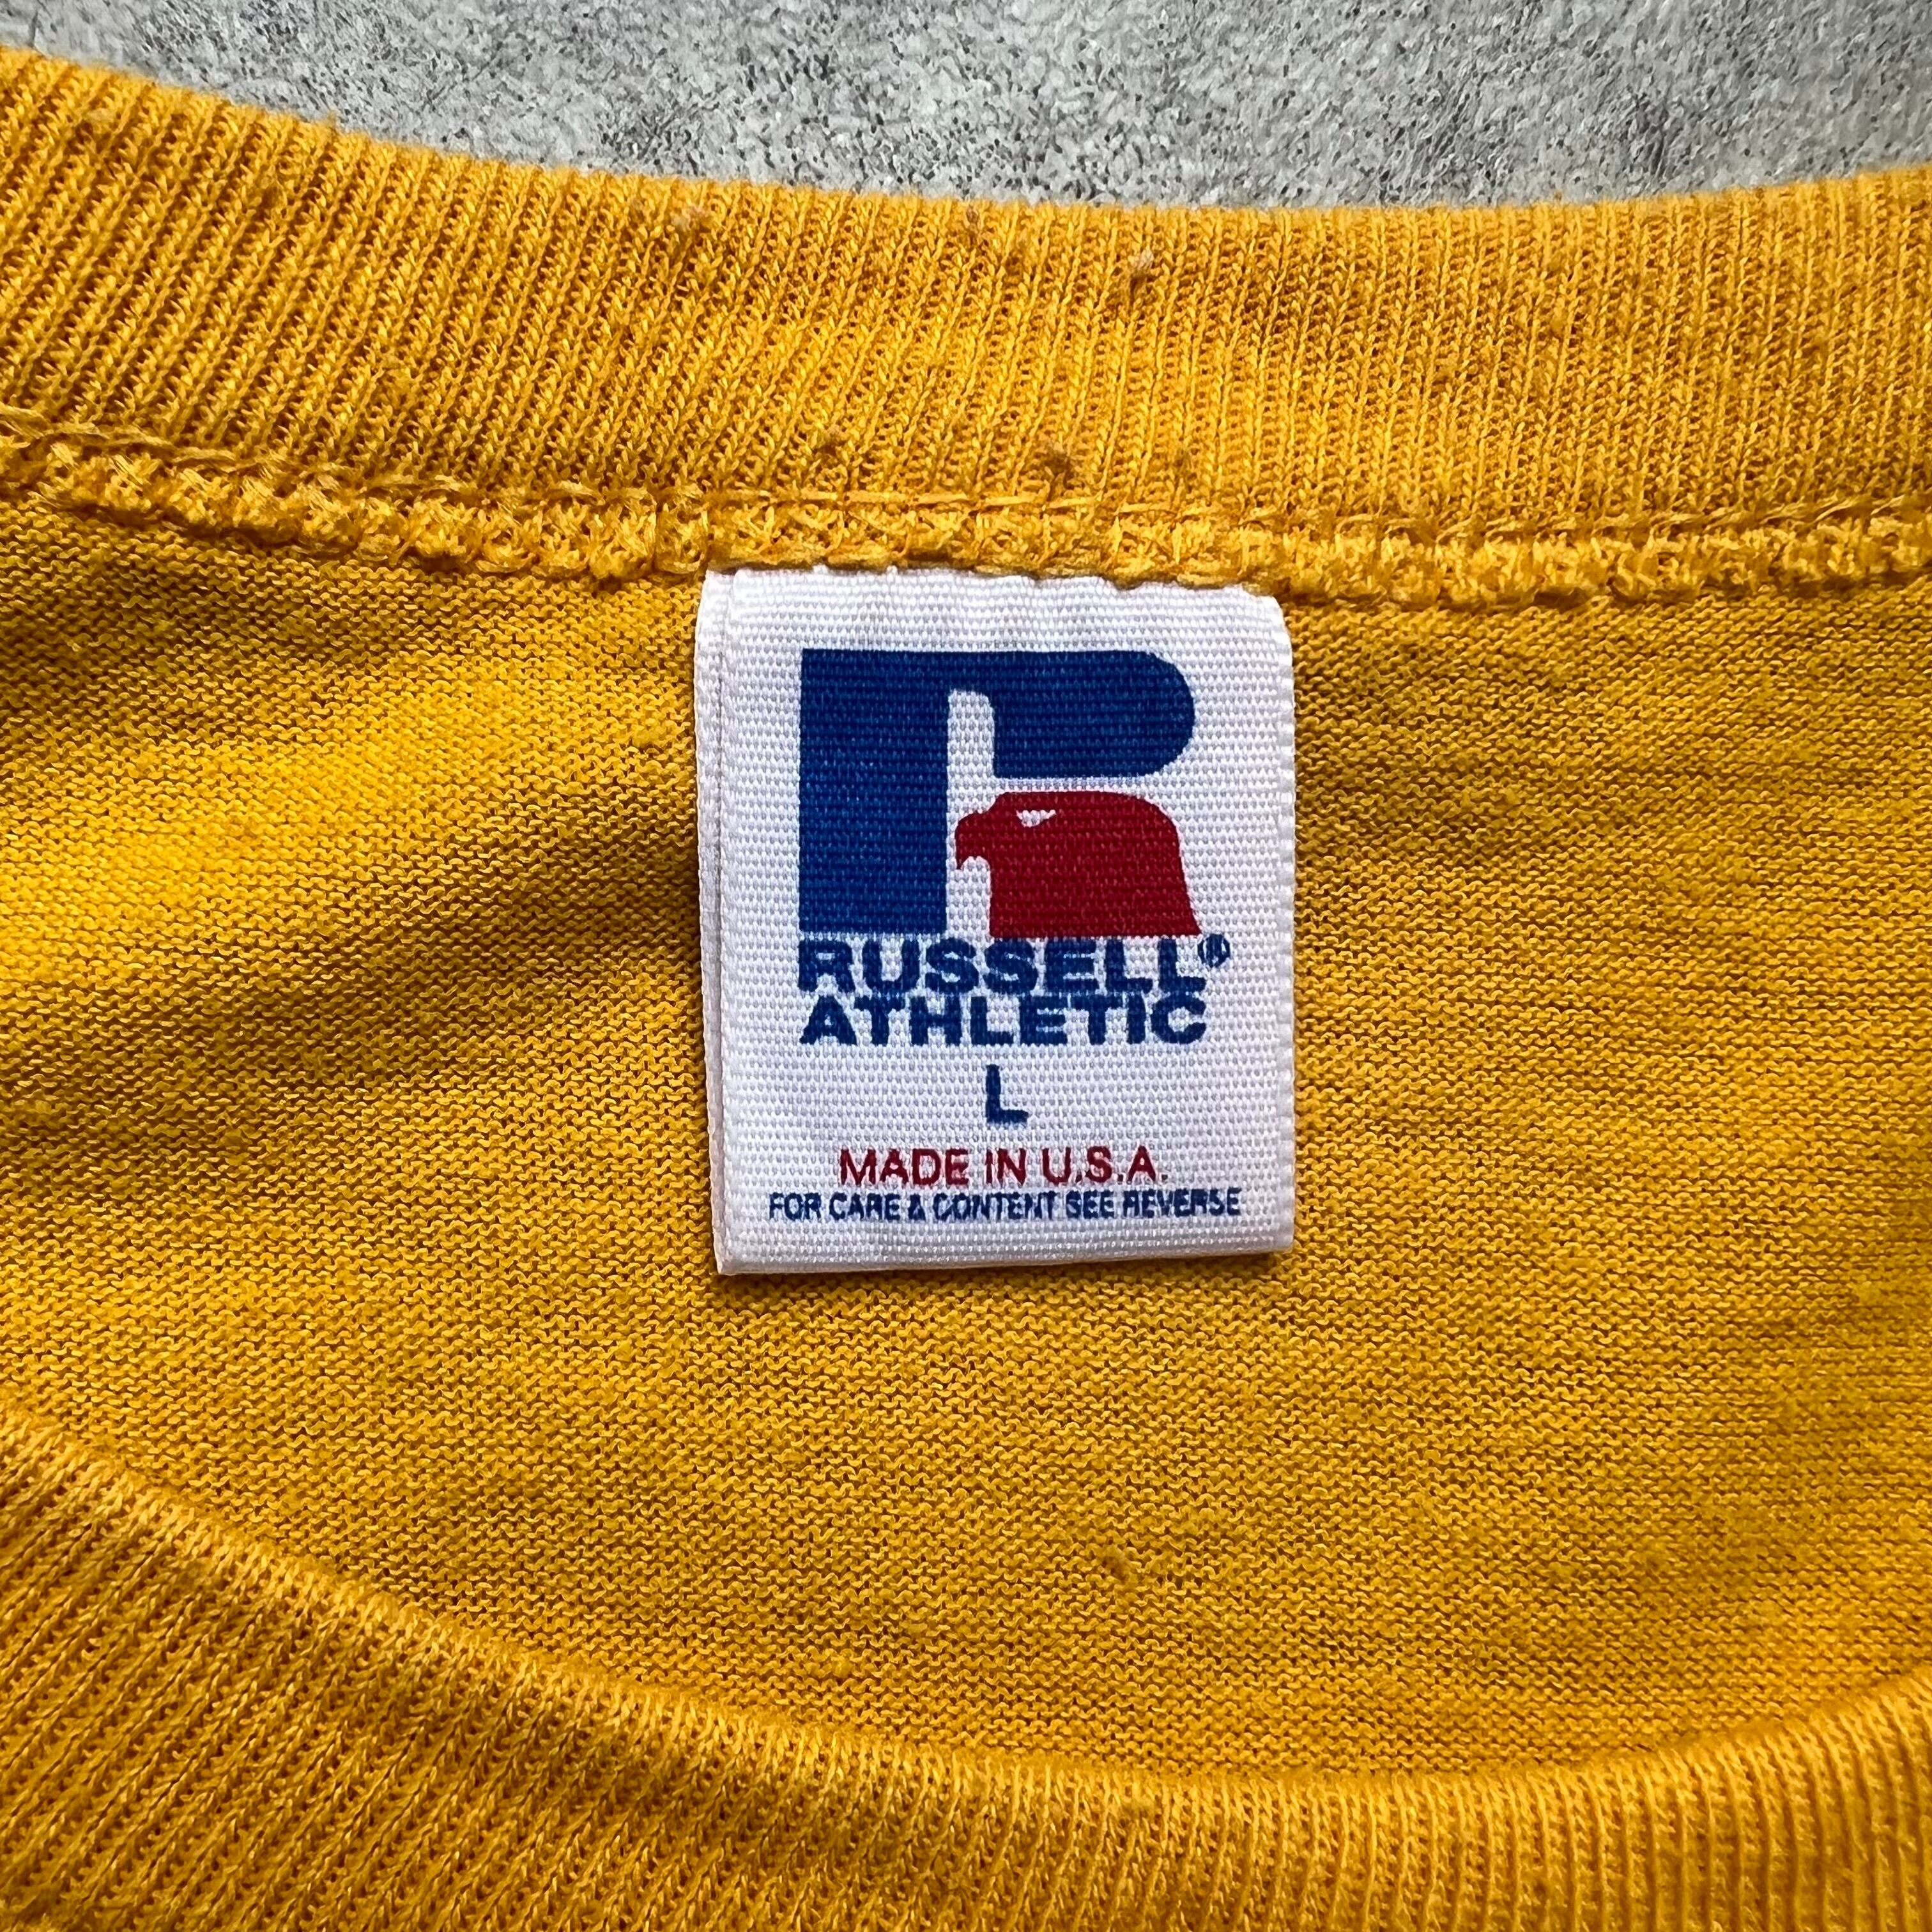 R
RUSSELL®
ATHLETIC
L
MADE IN U.S.A.
FOR CARE & CONTENT SEE REVERSE